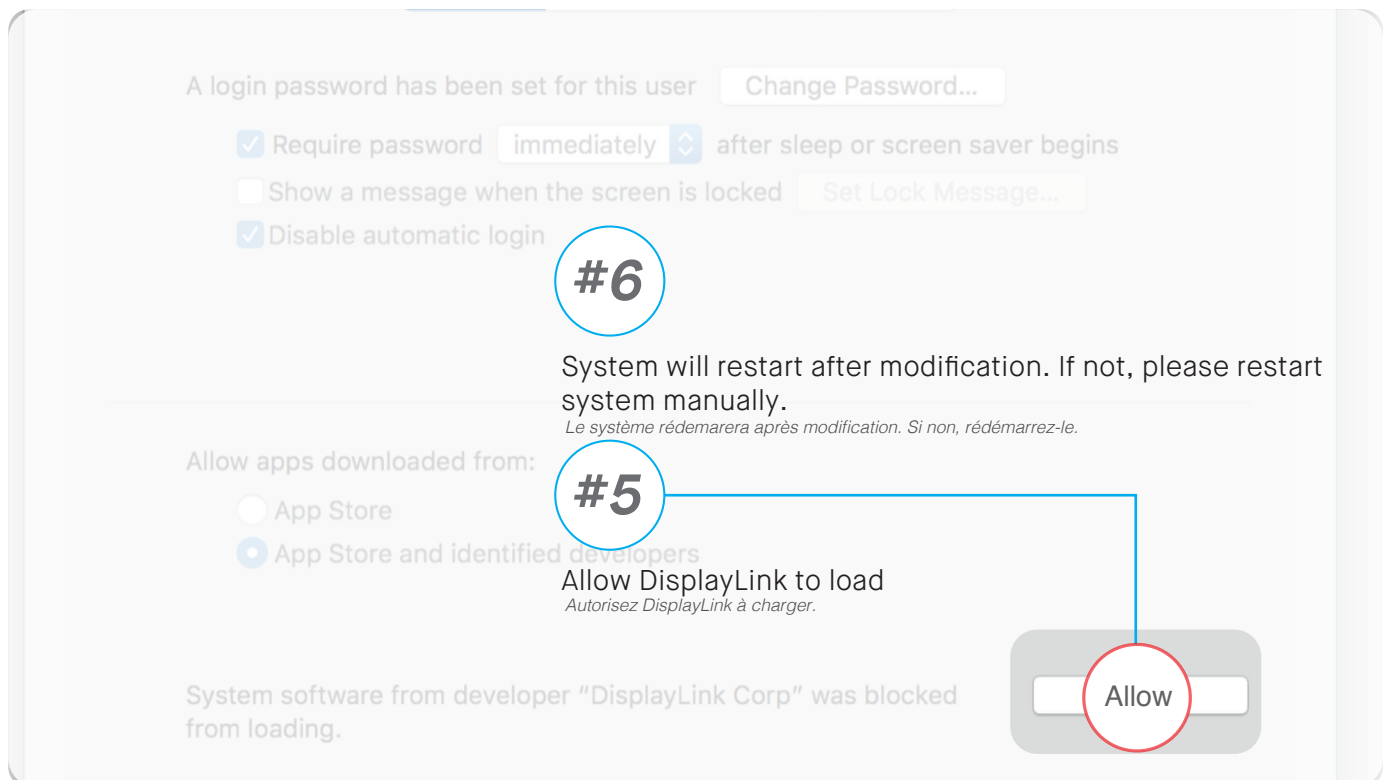 A login password has been set for this user Change Password...
Require password immediately after sleep or screen saver begins
Show a message when the screen is locked Set Lock Message...
Disable automatic login
#6
System will restart after modification. If not, please restart
system manually.
Le système rédemarera après modification. Si non, rédémarrez-le.
Allow apps downloaded from:
#5
App Store
App Store and identified developers
Allow DisplayLink to load
Autorisez DisplayLink à charger.
System software from developer “DisplayLink Corp” was blocked
from loading.
Allow